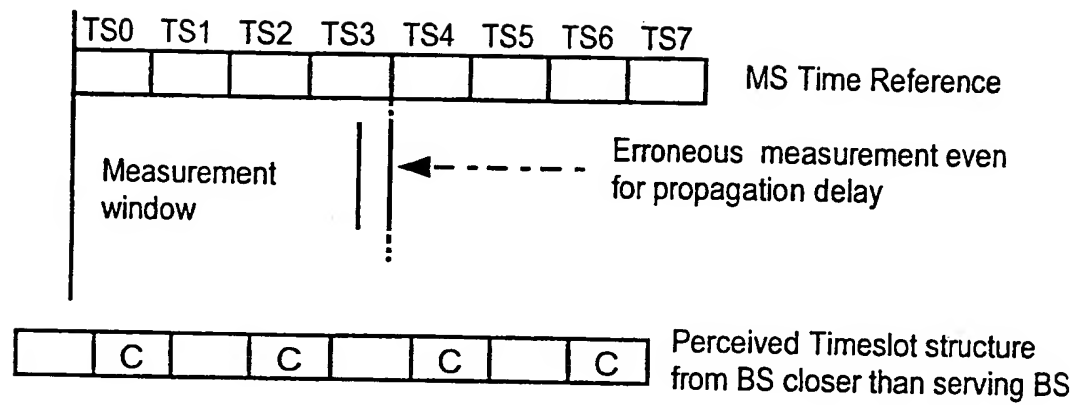 TS0 TS1 TS2 TS3 TS4 TS5 TS6 TS7
MS Time Reference
Measurement
window
Erroneous measurement even
for propagation delay
C C C C
Perceived Timeslot structure
from BS closer than serving BS